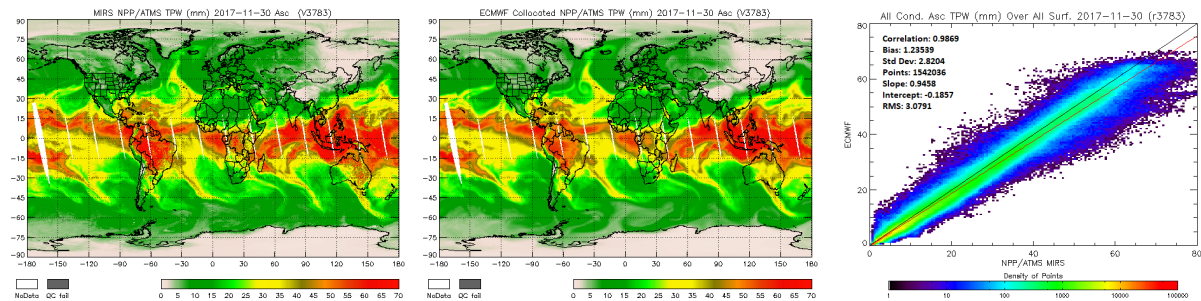 MIRS NPP/ATMS TPW (mm) 2017-11-30 Asc (V3783)
90
75
60
45
30
15
0
-15
-30
-45
-60
-75
-90
-180 -150 -120 -90 -60 -30 0 30 60 90 120 150 180
NoData QC fail
0 5 10 15 20 25 30 35 40 45 50 55 60 65 70
ECMWF Collocated NPP/ATMS TPW (mm) 2017-11-30 Asc (V3783)
90
75
60
45
30
15
0
-15
-30
-45
-60
-75
-90
-180 -150 -120 -90 -60 -30 0 30 60 90 120 150 180
NoData QC fail
0 5 10 15 20 25 30 35 40 45 50 55 60 65 70
All Cond. Asc TPW (mm) Over All Surf. 2017-11-30 (r3783)
Correlation: 0.9869
Bias: 1.23539
Std Dev: 2.8204
Points: 1542036
Slope: 0.9458
Intercept: -0.1857
RMS: 3.0791
ECMWF
80
60
40
20
0
0 20 40 60 80
NPP/ATMS MIRS
Density of Points
1 10 100 1000 10000 100000